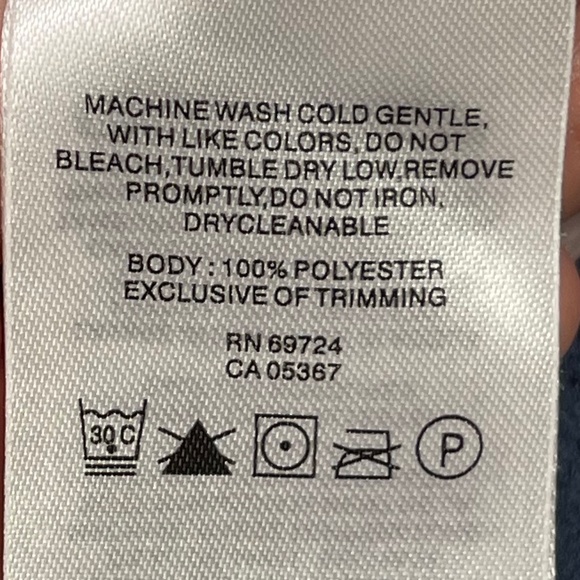 MACHINE WASH COLD GENTLE,
WITH LIKE COLORS, DO NOT
BLEACH,TUMBLE DRY LOW.REMOVE
PROMPTLY,DO NOT IRON.
DRYCLEANABLE
BODY : 100% POLYESTER
EXCLUSIVE OF TRIMMING
RN 69724
CA 05367
30 C P